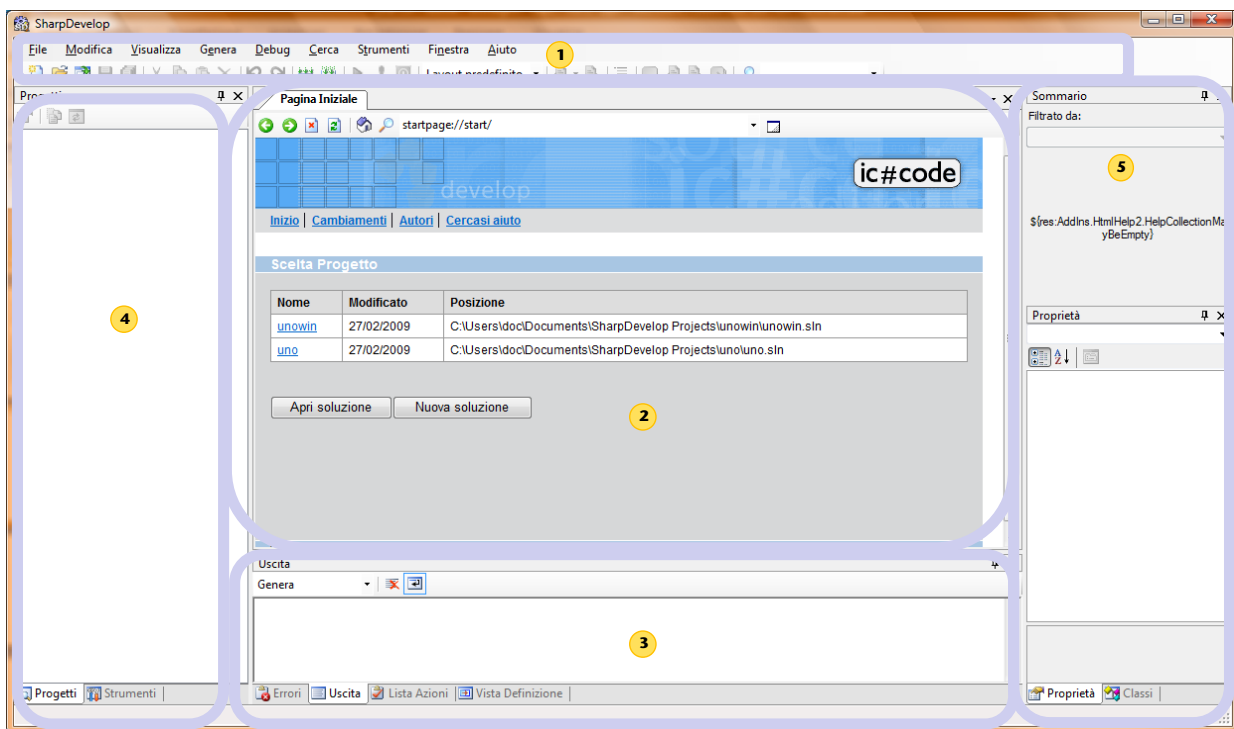 SharpDevelop
File Modifica Visualizza Genera Debug Cerca Strumenti Finestra Aiuto
1
Layout predefinito
Pagina Iniziale
startpage://start/
develop
ic#code
Inizio | Cambiamenti | Autori | Cercasi aiuto
Scelta Progetto
Nome Modificato Posizione
unowin 27/02/2009 C:\Users\doc\Documents\SharpDevelop Projects\unowin\unowin.sln
uno 27/02/2009 C:\Users\doc\Documents\SharpDevelop Projects\uno\uno.sln
Apri soluzione Nuova soluzione
2
4
Uscita
Genera
3
Progetti Strumenti
Errori Uscita Lista Azioni Vista Definizione
Sommario
Filtrato da:
5
${res:AddIns.HtmlHelp2.HelpCollectionMa
yBeEmpty}
Proprietà
Proprietà Classi